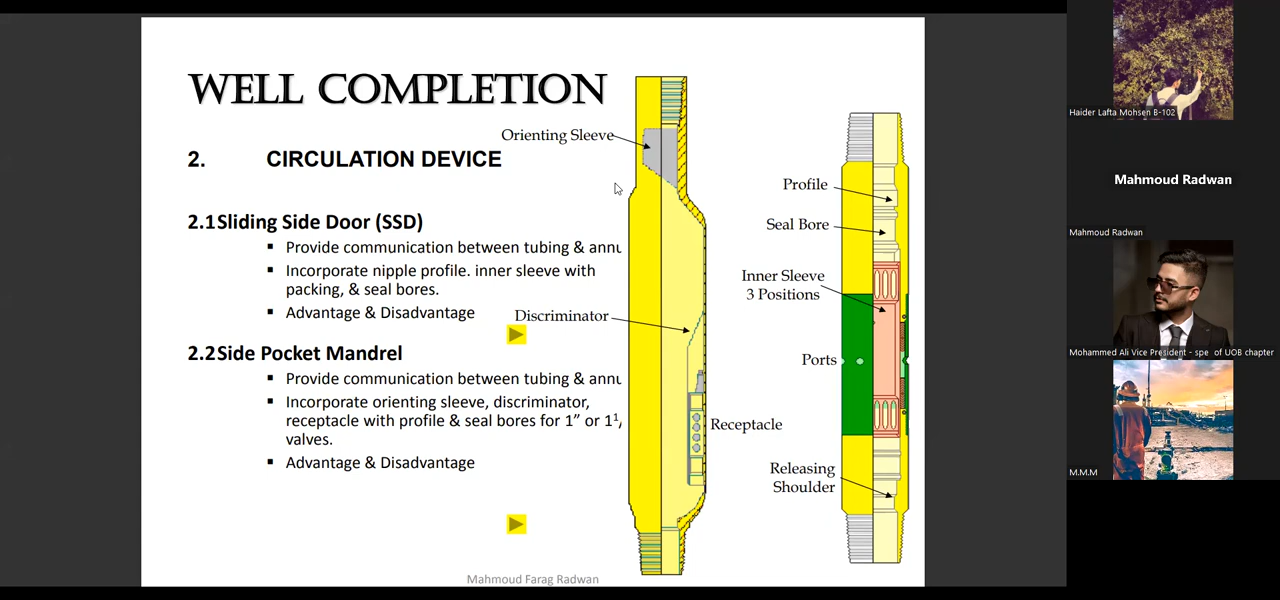 WELL COMPLETION
2. CIRCULATION DEVICE
2.1Sliding Side Door (SSD)
▪ Provide communication between tubing & annu
▪ Incorporate nipple profile. inner sleeve with
packing, & seal bores.
▪ Advantage & Disadvantage
2.2Side Pocket Mandrel
▪ Provide communication between tubing & annu
▪ Incorporate orienting sleeve, discriminator,
receptacle with profile & seal bores for 1” or 1¹/
valves.
▪ Advantage & Disadvantage
Orienting Sleeve
Discriminator
Receptacle
Profile
Seal Bore
Inner Sleeve
3 Positions
Ports
Releasing
Shoulder
Mahmoud Farag Radwan
Haider Lafta Mohsen B-102
Mahmoud Radwan
Mahmoud Radwan
Mohammed Ali Vice President - spe of UOB chapter
M.M.M